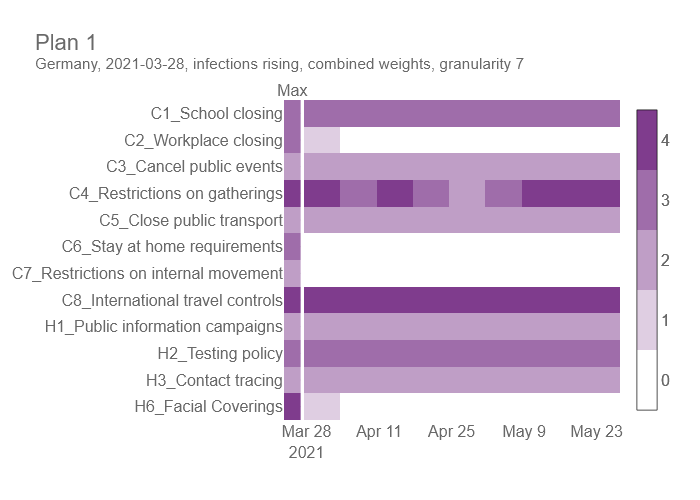 Plan 1
Germany, 2021-03-28, infections rising, combined weights, granularity 7
Max
C1_School closing
C2_Workplace closing
C3_Cancel public events
C4_Restrictions on gatherings
C5_Close public transport
C6_Stay at home requirements
C7_Restrictions on internal movement
C8_International travel controls
H1_Public information campaigns
H2_Testing policy
H3_Contact tracing
H6_Facial Coverings
Mar 28 Apr 11 Apr 25 May 9 May 23
2021
4
3
2
1
0